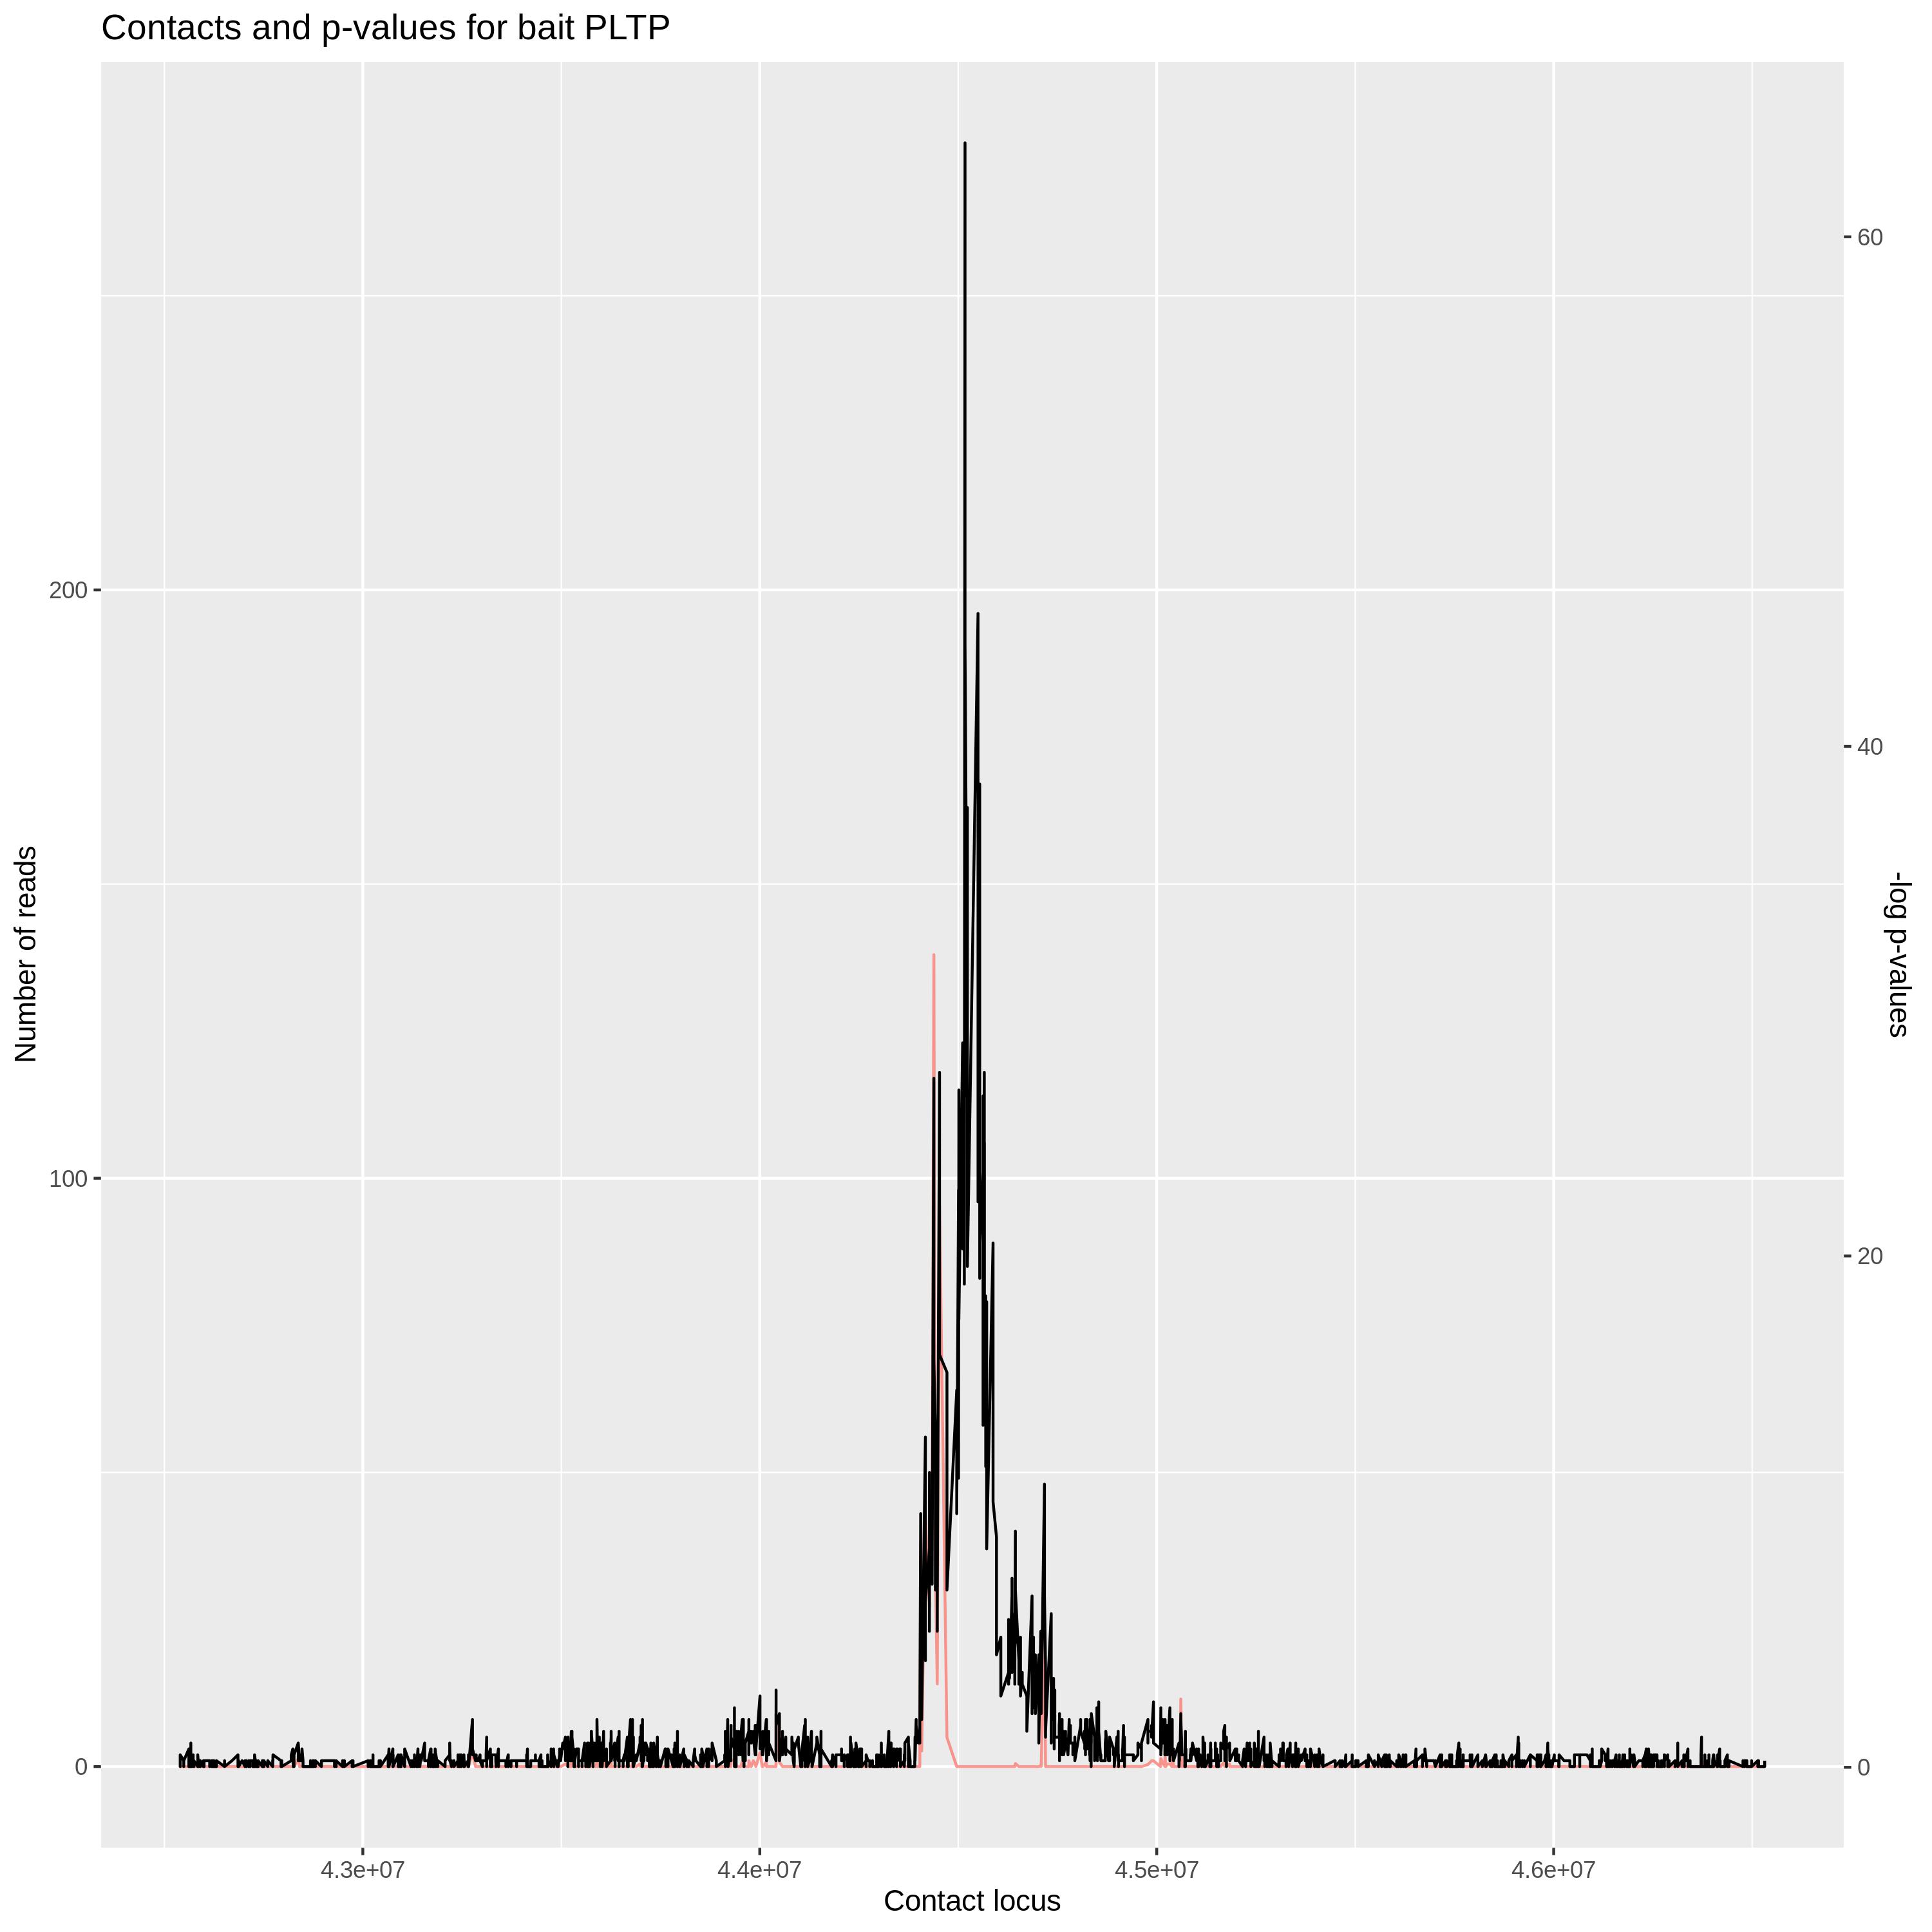 Contacts and p-values for bait PLTP
Number of reads
200
100
0
60
40
20
0
-log p-values
4.3e+07
4.4e+07
4.5e+07
4.6e+07
Contact locus